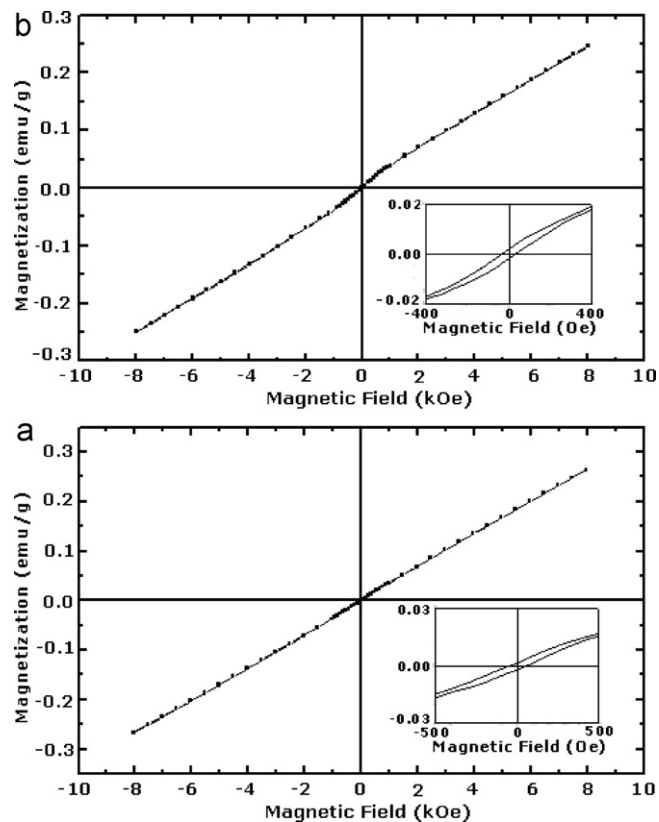 b
0.3
0.2
0.1
0.0
-0.1
-0.2
-0.3
Magnetization (emu/g)
0.02
0.00
-0.02
-400 0 400
Magnetic Field (Oe)
-10 -8 -6 -4 -2 0 2 4 6 8 10
Magnetic Field (kOe)
a
0.3
0.2
0.1
0.0
-0.1
-0.2
-0.3
Magnetization (emu/g)
0.03
0.00
-0.03
-500 0 500
Magnetic Field (Oe)
-10 -8 -6 -4 -2 0 2 4 6 8 10
Magnetic Field (kOe)